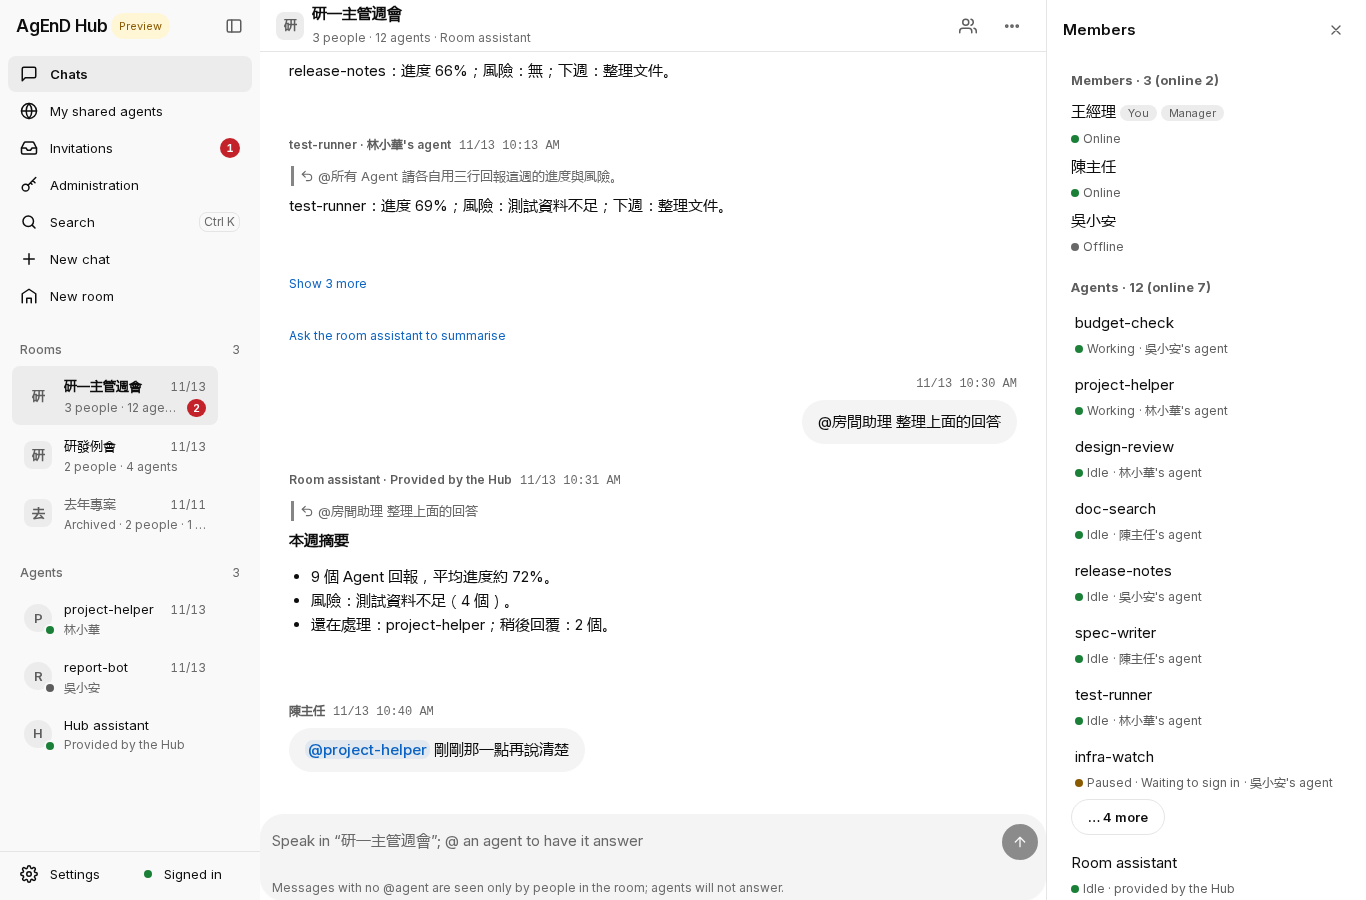 AgEnD Hub Preview
Chats
My shared agents
Invitations 1
Administration
Search Ctrl K
New chat
New room
Rooms 3
研 研一主管週會 11/13
3 people · 12 age… 2
研 研發例會 11/13
2 people · 4 agents
去 去年專案 11/11
Archived · 2 people · 1 …
Agents 3
P project-helper 11/13
林小華
R report-bot 11/13
吳小安
H Hub assistant
Provided by the Hub
Settings Signed in
研 研一主管週會
3 people · 12 agents · Room assistant
release-notes：進度 66%；風險：無；下週：整理文件。
test-runner · 林小華's agent 11/13 10:13 AM
@所有 Agent 請各自用三行回報這週的進度與風險。
test-runner：進度 69%；風險：測試資料不足；下週：整理文件。
Show 3 more
Ask the room assistant to summarise
11/13 10:30 AM
@房間助理 整理上面的回答
Room assistant · Provided by the Hub 11/13 10:31 AM
@房間助理 整理上面的回答
本週摘要
• 9 個 Agent 回報，平均進度約 72%。
• 風險：測試資料不足（4 個）。
• 還在處理：project-helper；稍後回覆：2 個。
陳主任 11/13 10:40 AM
@project-helper 剛剛那一點再說清楚
Speak in “研一主管週會”; @ an agent to have it answer
Messages with no @agent are seen only by people in the room; agents will not answer.
Members
Members · 3 (online 2)
王經理 You Manager
Online
陳主任
Online
吳小安
Offline
Agents · 12 (online 7)
budget-check
Working · 吳小安's agent
project-helper
Working · 林小華's agent
design-review
Idle · 林小華's agent
doc-search
Idle · 陳主任's agent
release-notes
Idle · 吳小安's agent
spec-writer
Idle · 陳主任's agent
test-runner
Idle · 林小華's agent
infra-watch
Paused · Waiting to sign in · 吳小安's agent
… 4 more
Room assistant
Idle · provided by the Hub